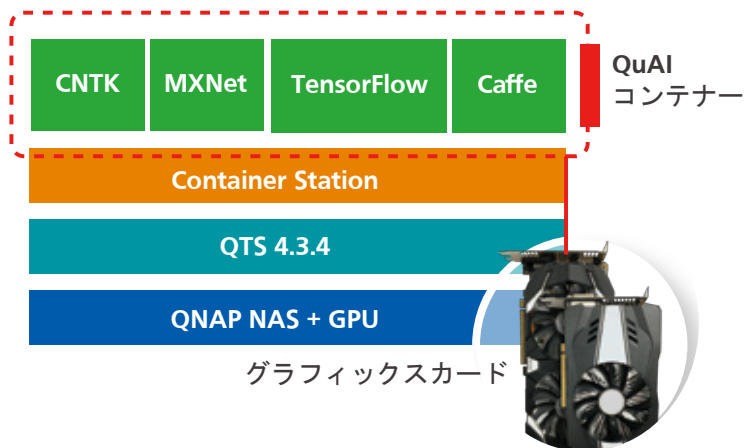 CNTK
MXNet
TensorFlow
Caffe
QuAI
コンテナー
Container Station
QTS 4.3.4
QNAP NAS + GPU
グラフィックスカード